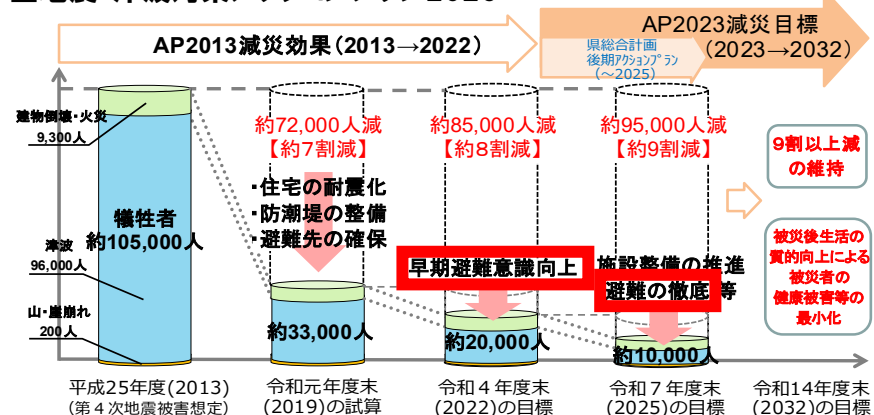 AP2013減災効果（2013→2022）
AP2023減災目標
（2023→2032）
県総合計画
後期ｱｸｼｮﾝﾌﾟﾗﾝ
（～2025）
建物倒壊・火災
9,300人
津波
96,000人
山・崖崩れ
200人
犠牲者
約105,000人
約72,000人減
【約７割減】
・住宅の耐震化
・防潮堤の整備
・避難先の確保
約33,000人
約85,000人減
【約８割減】
早期避難意識向上
約20,000人
約95,000人減
【約9割減】
施設整備の推進
避難の徹底等
約10,000人
9割以上減
の維持
被災後生活の
質的向上による
被災者の
健康被害等の
最小化
平成25年度(2013)
(第４次地震被害想定)
令和元年度末
(2019)の試算
令和４年度末
(2022)の目標
令和７年度末
(2025)の目標
令和14年度末
(2032)の目標